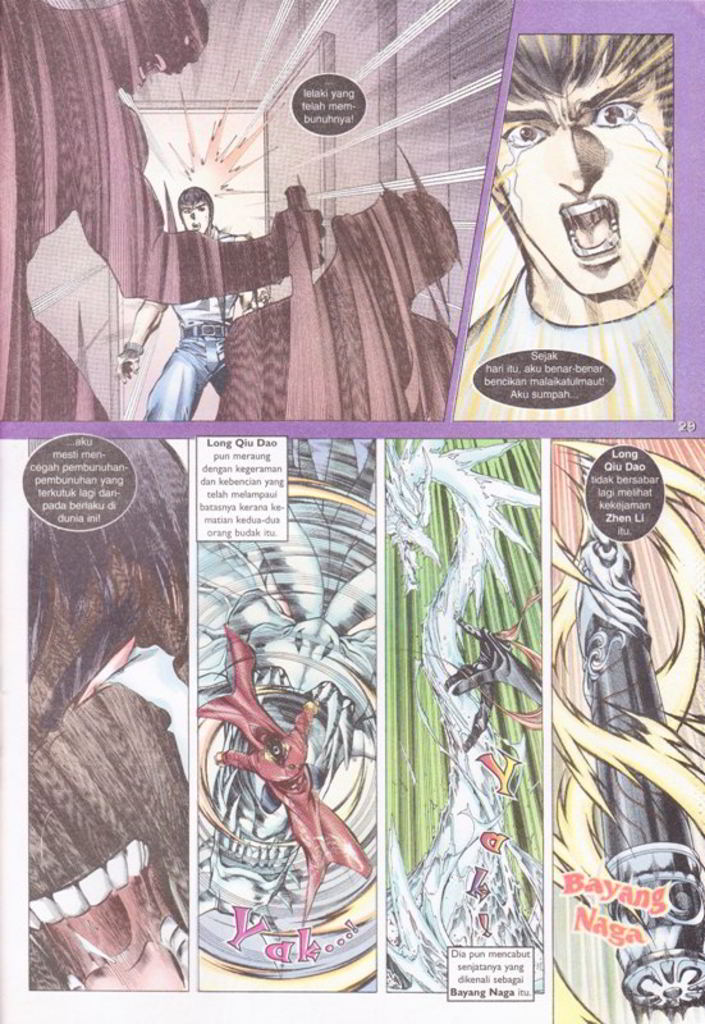 lelaki yang
telah mem-
bunuhnya!
Sejak
hari itu, aku benar-benar
bencikan malaikatulmaut!
Aku sumpah...
29
...aku
mesti men-
cegah pembunuhan-
pembunuhan yang
terkutuk lagi dari-
pada berlaku di
dunia ini!
Long Qiu Dao
pun meraung
dengan kegeraman
dan kebencian yang
telah melampaui
batasnya kerana ke-
matian kedua-dua
orang budak itu.
Yak...!
Yaaak!
Dia pun mencabut
senjatanya yang
dikenali sebagai
Bayang Naga itu.
Long
Qiu Dao
tidak bersabar
lagi melihat
kekejaman
Zhen Li
itu.
Bayang
Naga